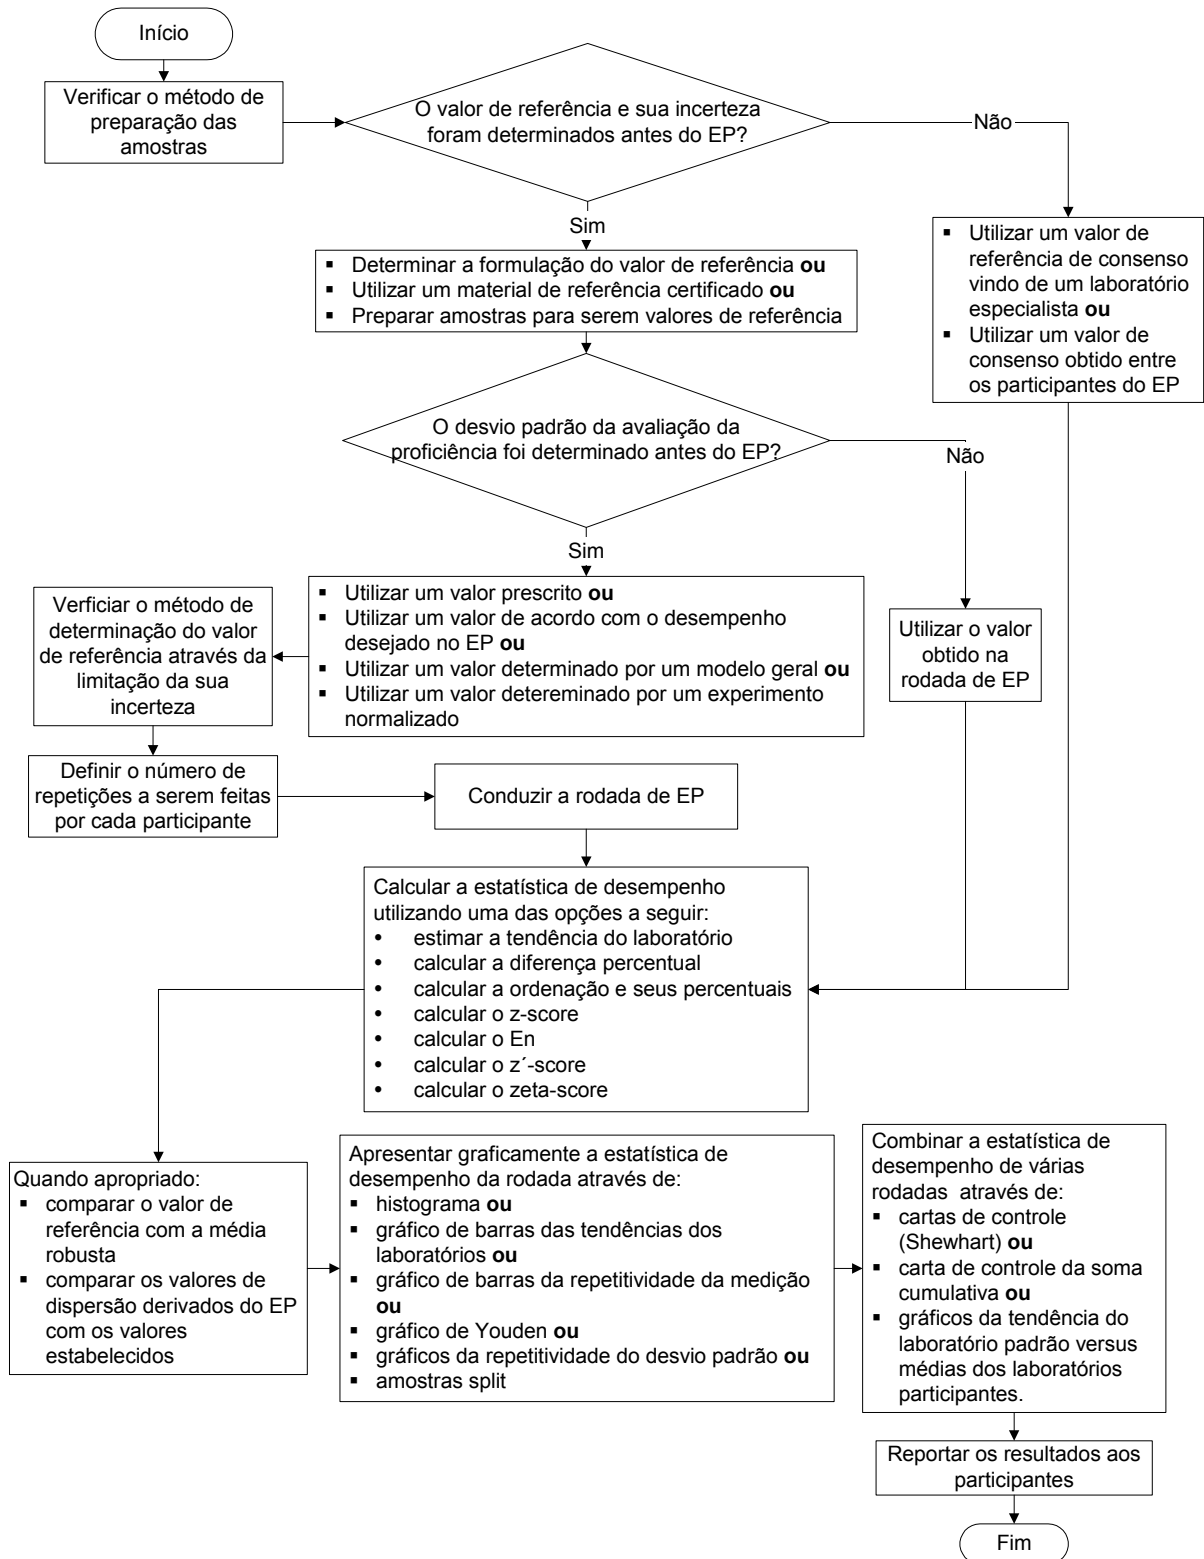 Início
Verificar o método de
preparação das
amostras
O valor de referência e sua incerteza
foram determinados antes do EP?
Não
Sim
▪ Determinar a formulação do valor de referência ou
▪ Utilizar um material de referência certificado ou
▪ Preparar amostras para serem valores de referência
▪ Utilizar um valor de
referência de consenso
vindo de um laboratório
especialista ou
▪ Utilizar um valor de
consenso obtido entre
os participantes do EP
O desvio padrão da avaliação da
proficiência foi determinado antes do EP?
Não
Sim
▪ Utilizar um valor prescrito ou
▪ Utilizar um valor de acordo com o desempenho
desejado no EP ou
▪ Utilizar um valor determinado por um modelo geral ou
▪ Utilizar um valor detereminado por um experimento
normalizado
Verficiar o método de
determinação do valor
de referência através da
limitação da sua
incerteza
Utilizar o valor
obtido na
rodada de EP
Definir o número de
repetições a serem feitas
por cada participante
Conduzir a rodada de EP
Calcular a estatística de desempenho
utilizando uma das opções a seguir:
• estimar a tendência do laboratório
• calcular a diferença percentual
• calcular a ordenação e seus percentuais
• calcular o z-score
• calcular o En
• calcular o z´-score
• calcular o zeta-score
Quando apropriado:
▪ comparar o valor de
referência com a média
robusta
▪ comparar os valores de
dispersão derivados do EP
com os valores
estabelecidos
Apresentar graficamente a estatística de
desempenho da rodada através de:
▪ histograma ou
▪ gráfico de barras das tendências dos
laboratórios ou
▪ gráfico de barras da repetitividade da medição
ou
▪ gráfico de Youden ou
▪ gráficos da repetitividade do desvio padrão ou
▪ amostras split
Combinar a estatística de
desempenho de várias
rodadas através de:
▪ cartas de controle
(Shewhart) ou
▪ carta de controle da soma
cumulativa ou
▪ gráficos da tendência do
laboratório padrão versus
médias dos laboratórios
participantes.
Reportar os resultados aos
participantes
Fim